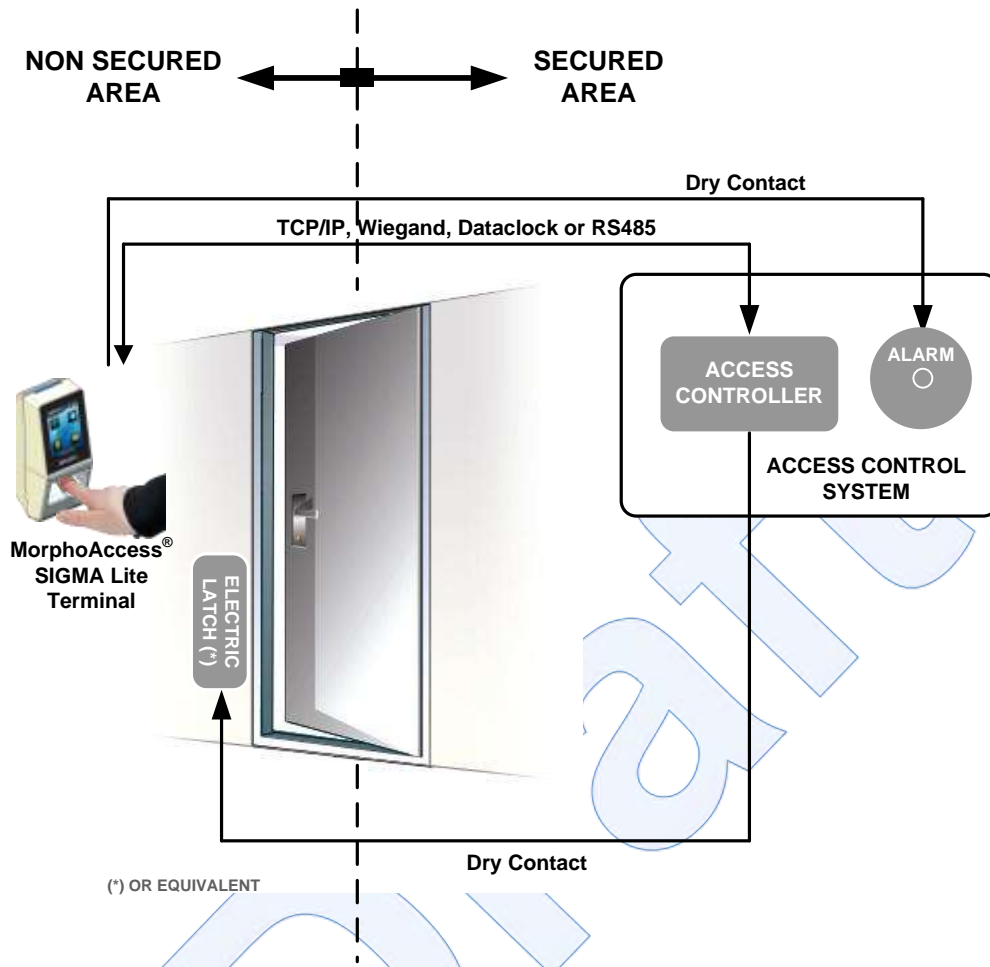 NON SECURED
AREA
SECURED
AREA
Dry Contact
TCP/IP, Wiegand, Dataclock or RS485
ACCESS
CONTROLLER
ALARM
ACCESS CONTROL
SYSTEM
MorphoAccess®
SIGMA Lite
Terminal
ELECTRIC
LATCH (*)
Dry Contact
(*) OR EQUIVALENT